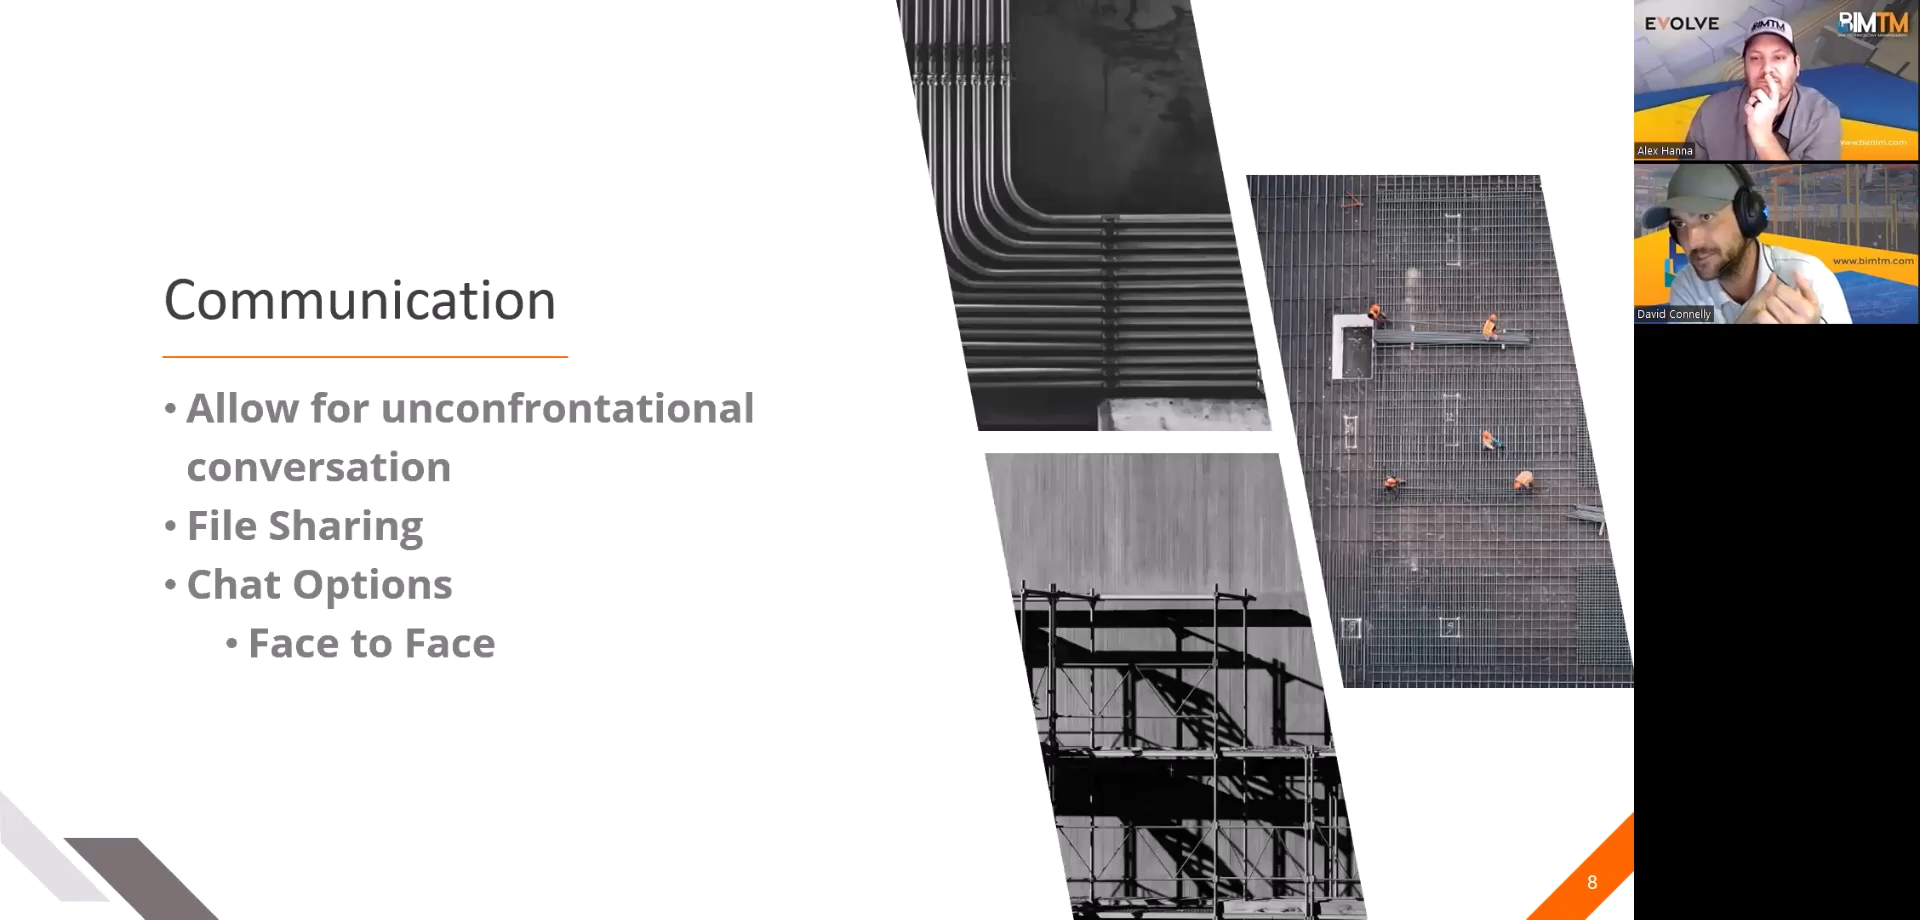 Communication
• Allow for unconfrontational
conversation
• File Sharing
• Chat Options
• Face to Face
8
EVOLVE
BIMTM
BIMTM
www.bimtm.com
Alex Hanna
www.bimtm.com
David Connelly